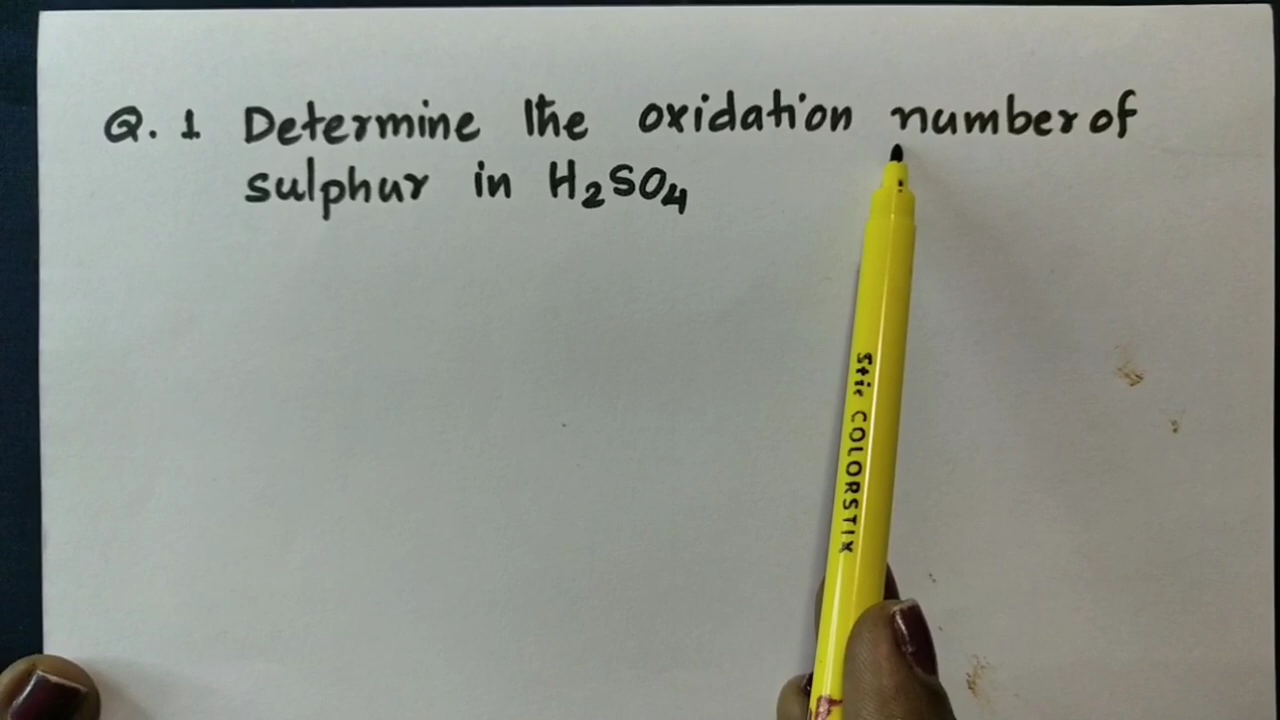 Q. 1 Determine the oxidation number of
sulphur in H₂SO₄
Stic COLORSTIX